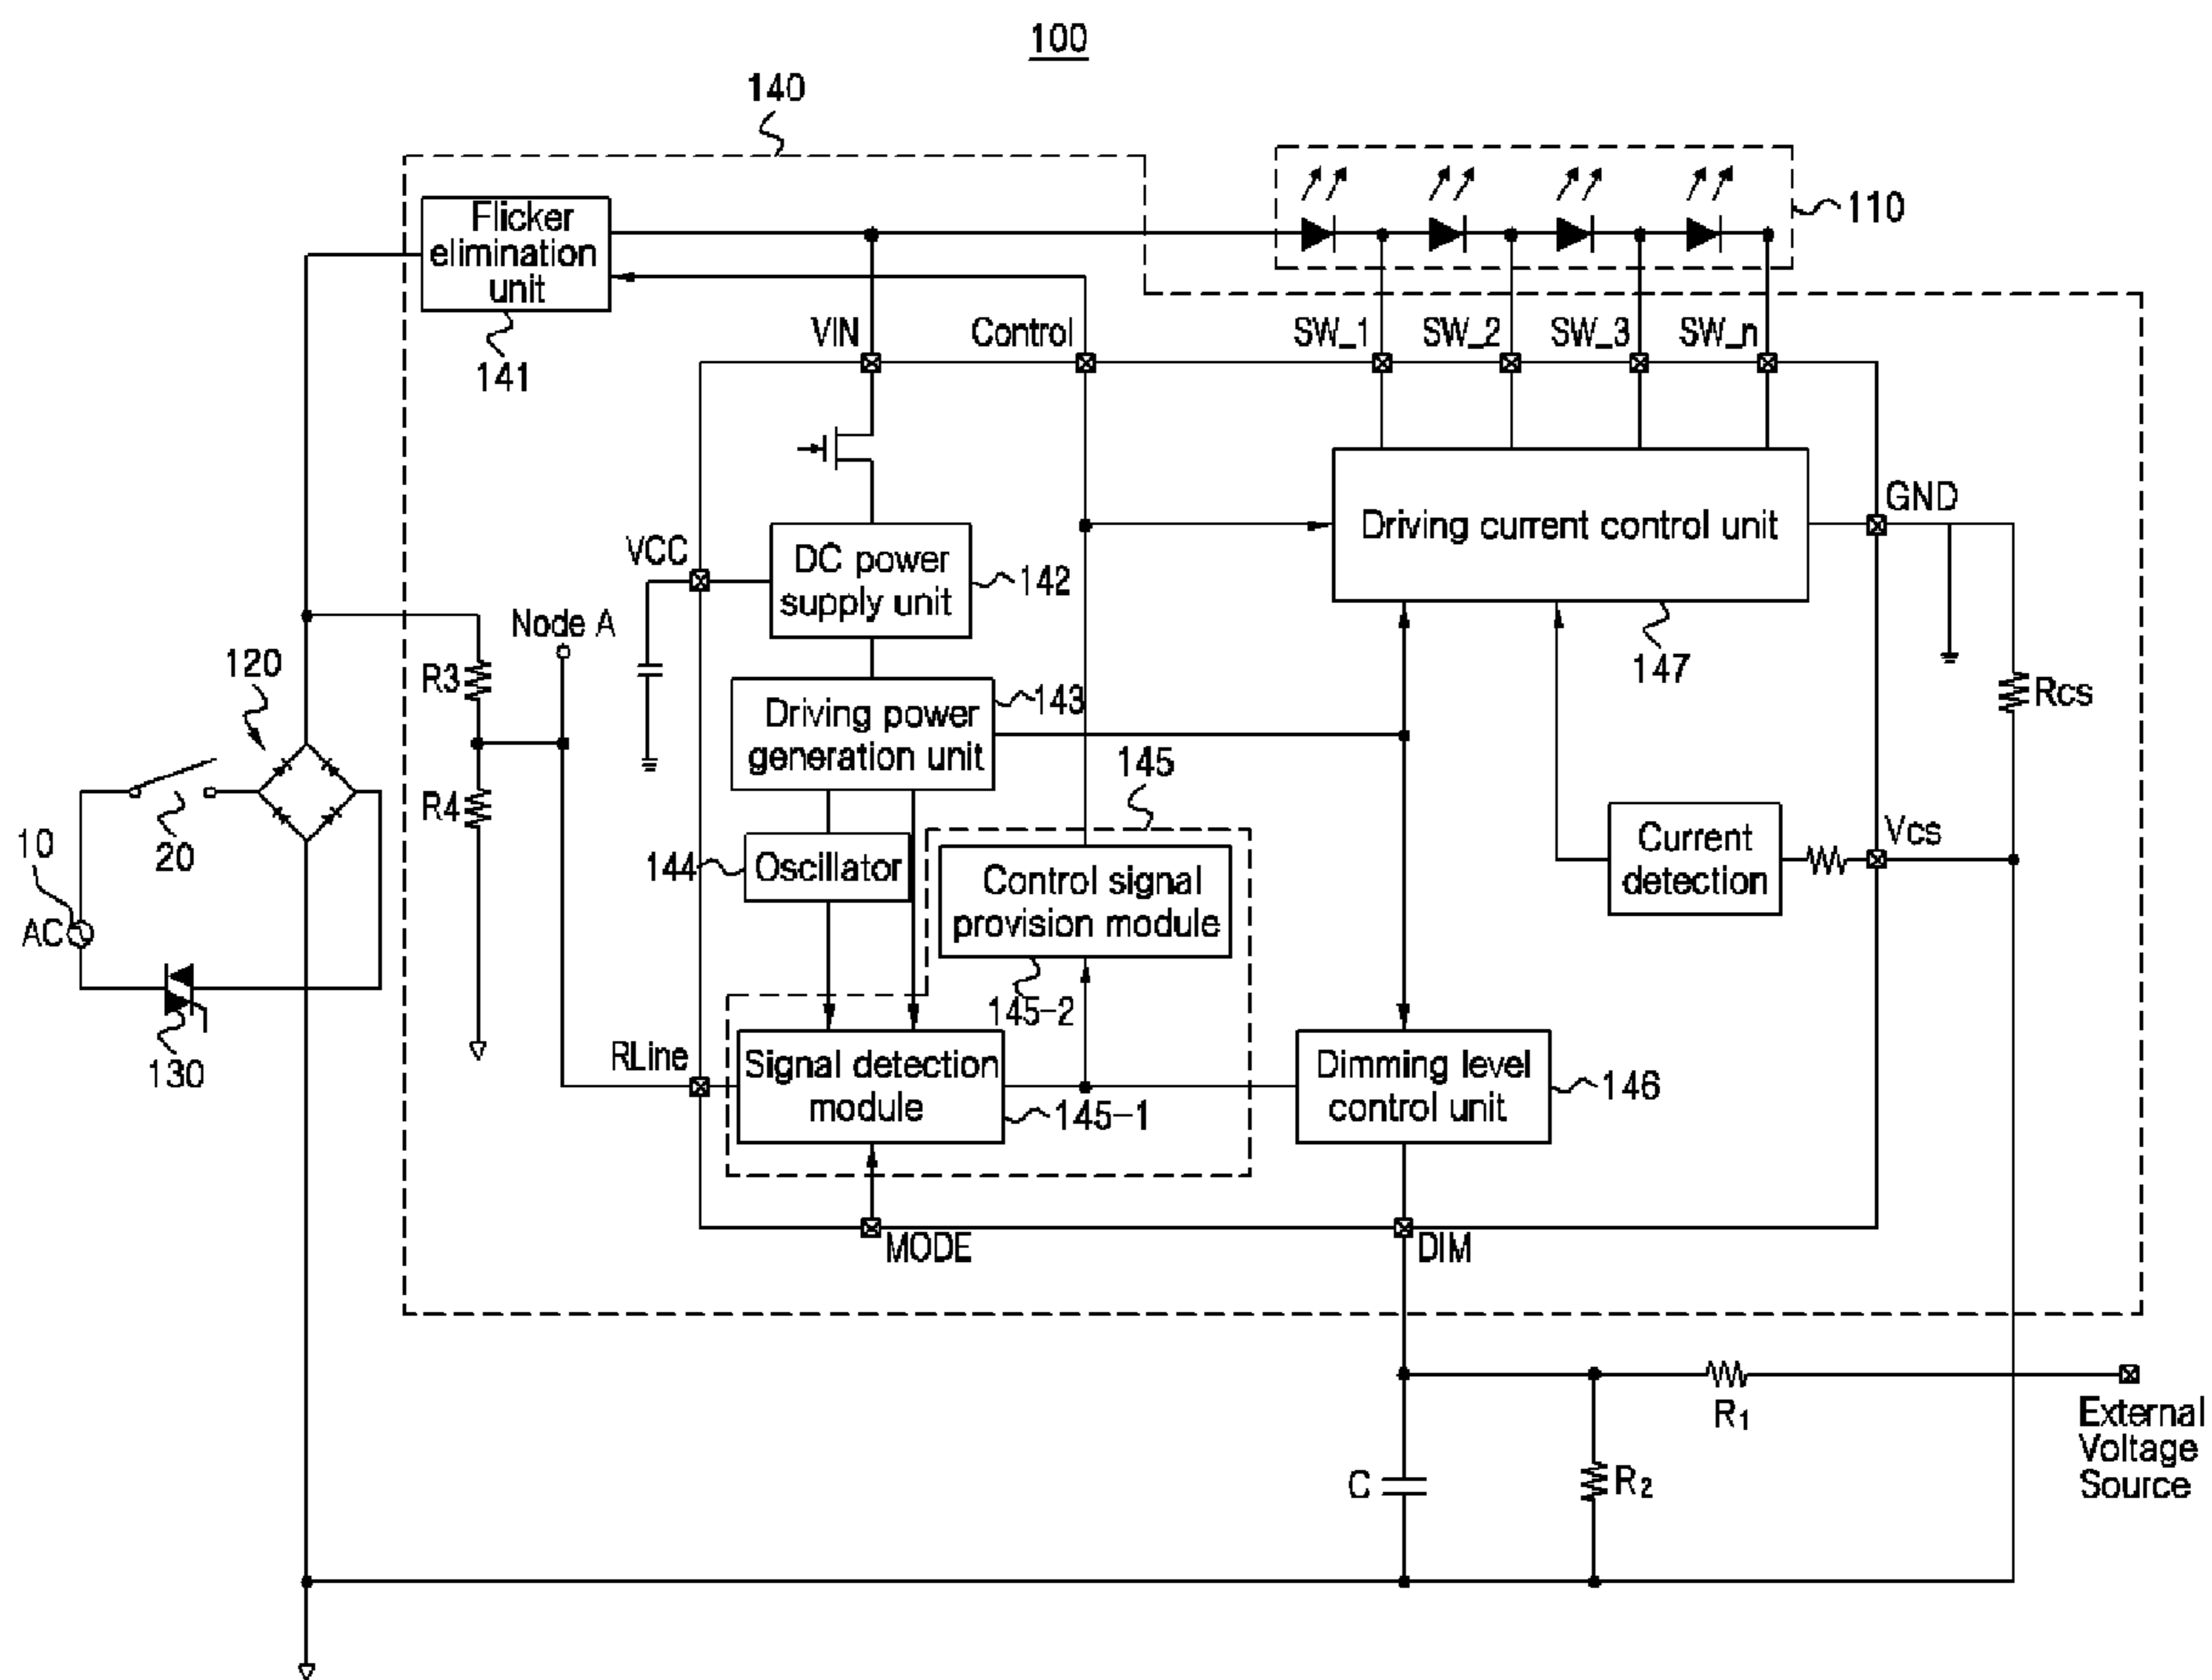 100
140
Flicker
elimination
unit
110
141
VIN
Control
SW_1
SW_2
SW_3
SW_n
GND
Driving current control unit
VCC
DC power
supply unit
142
Node A
120
R3
147
Rcs
143
Driving power
generation unit
145
R4
20
10
AC
144
Oscillator
Control signal
provision module
Current
detection
Vcs
145-2
130
RLine
Signal detection
module
145-1
Dimming level
control unit
146
MODE
DIM
R1
External
Voltage
Source
C
R2